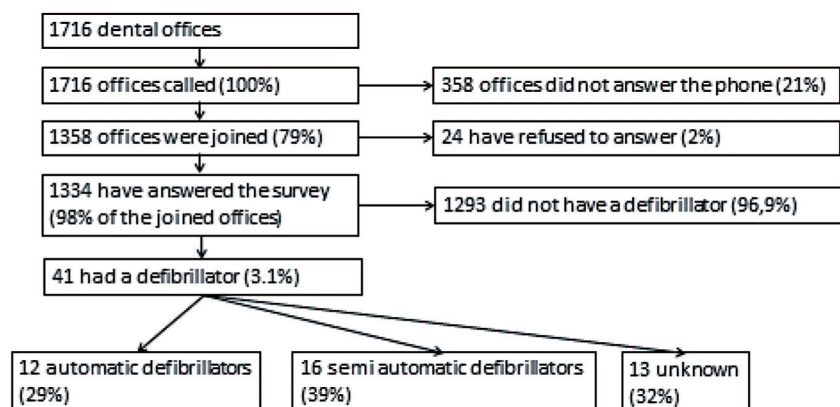 1716 dental offices
1716 offices called (100%)
358 offices did not answer the phone (21%)
1358 offices were joined (79%)
24 have refused to answer (2%)
1334 have answered the survey
(98% of the joined offices)
1293 did not have a defibrillator (96,9%)
41 had a defibrillator (3.1%)
12 automatic defibrillators
(29%)
16 semi automatic defibrillators
(39%)
13 unknown
(32%)